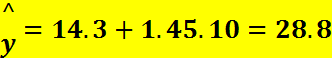 ŷ = 14.3 + 1.45.10 = 28.8